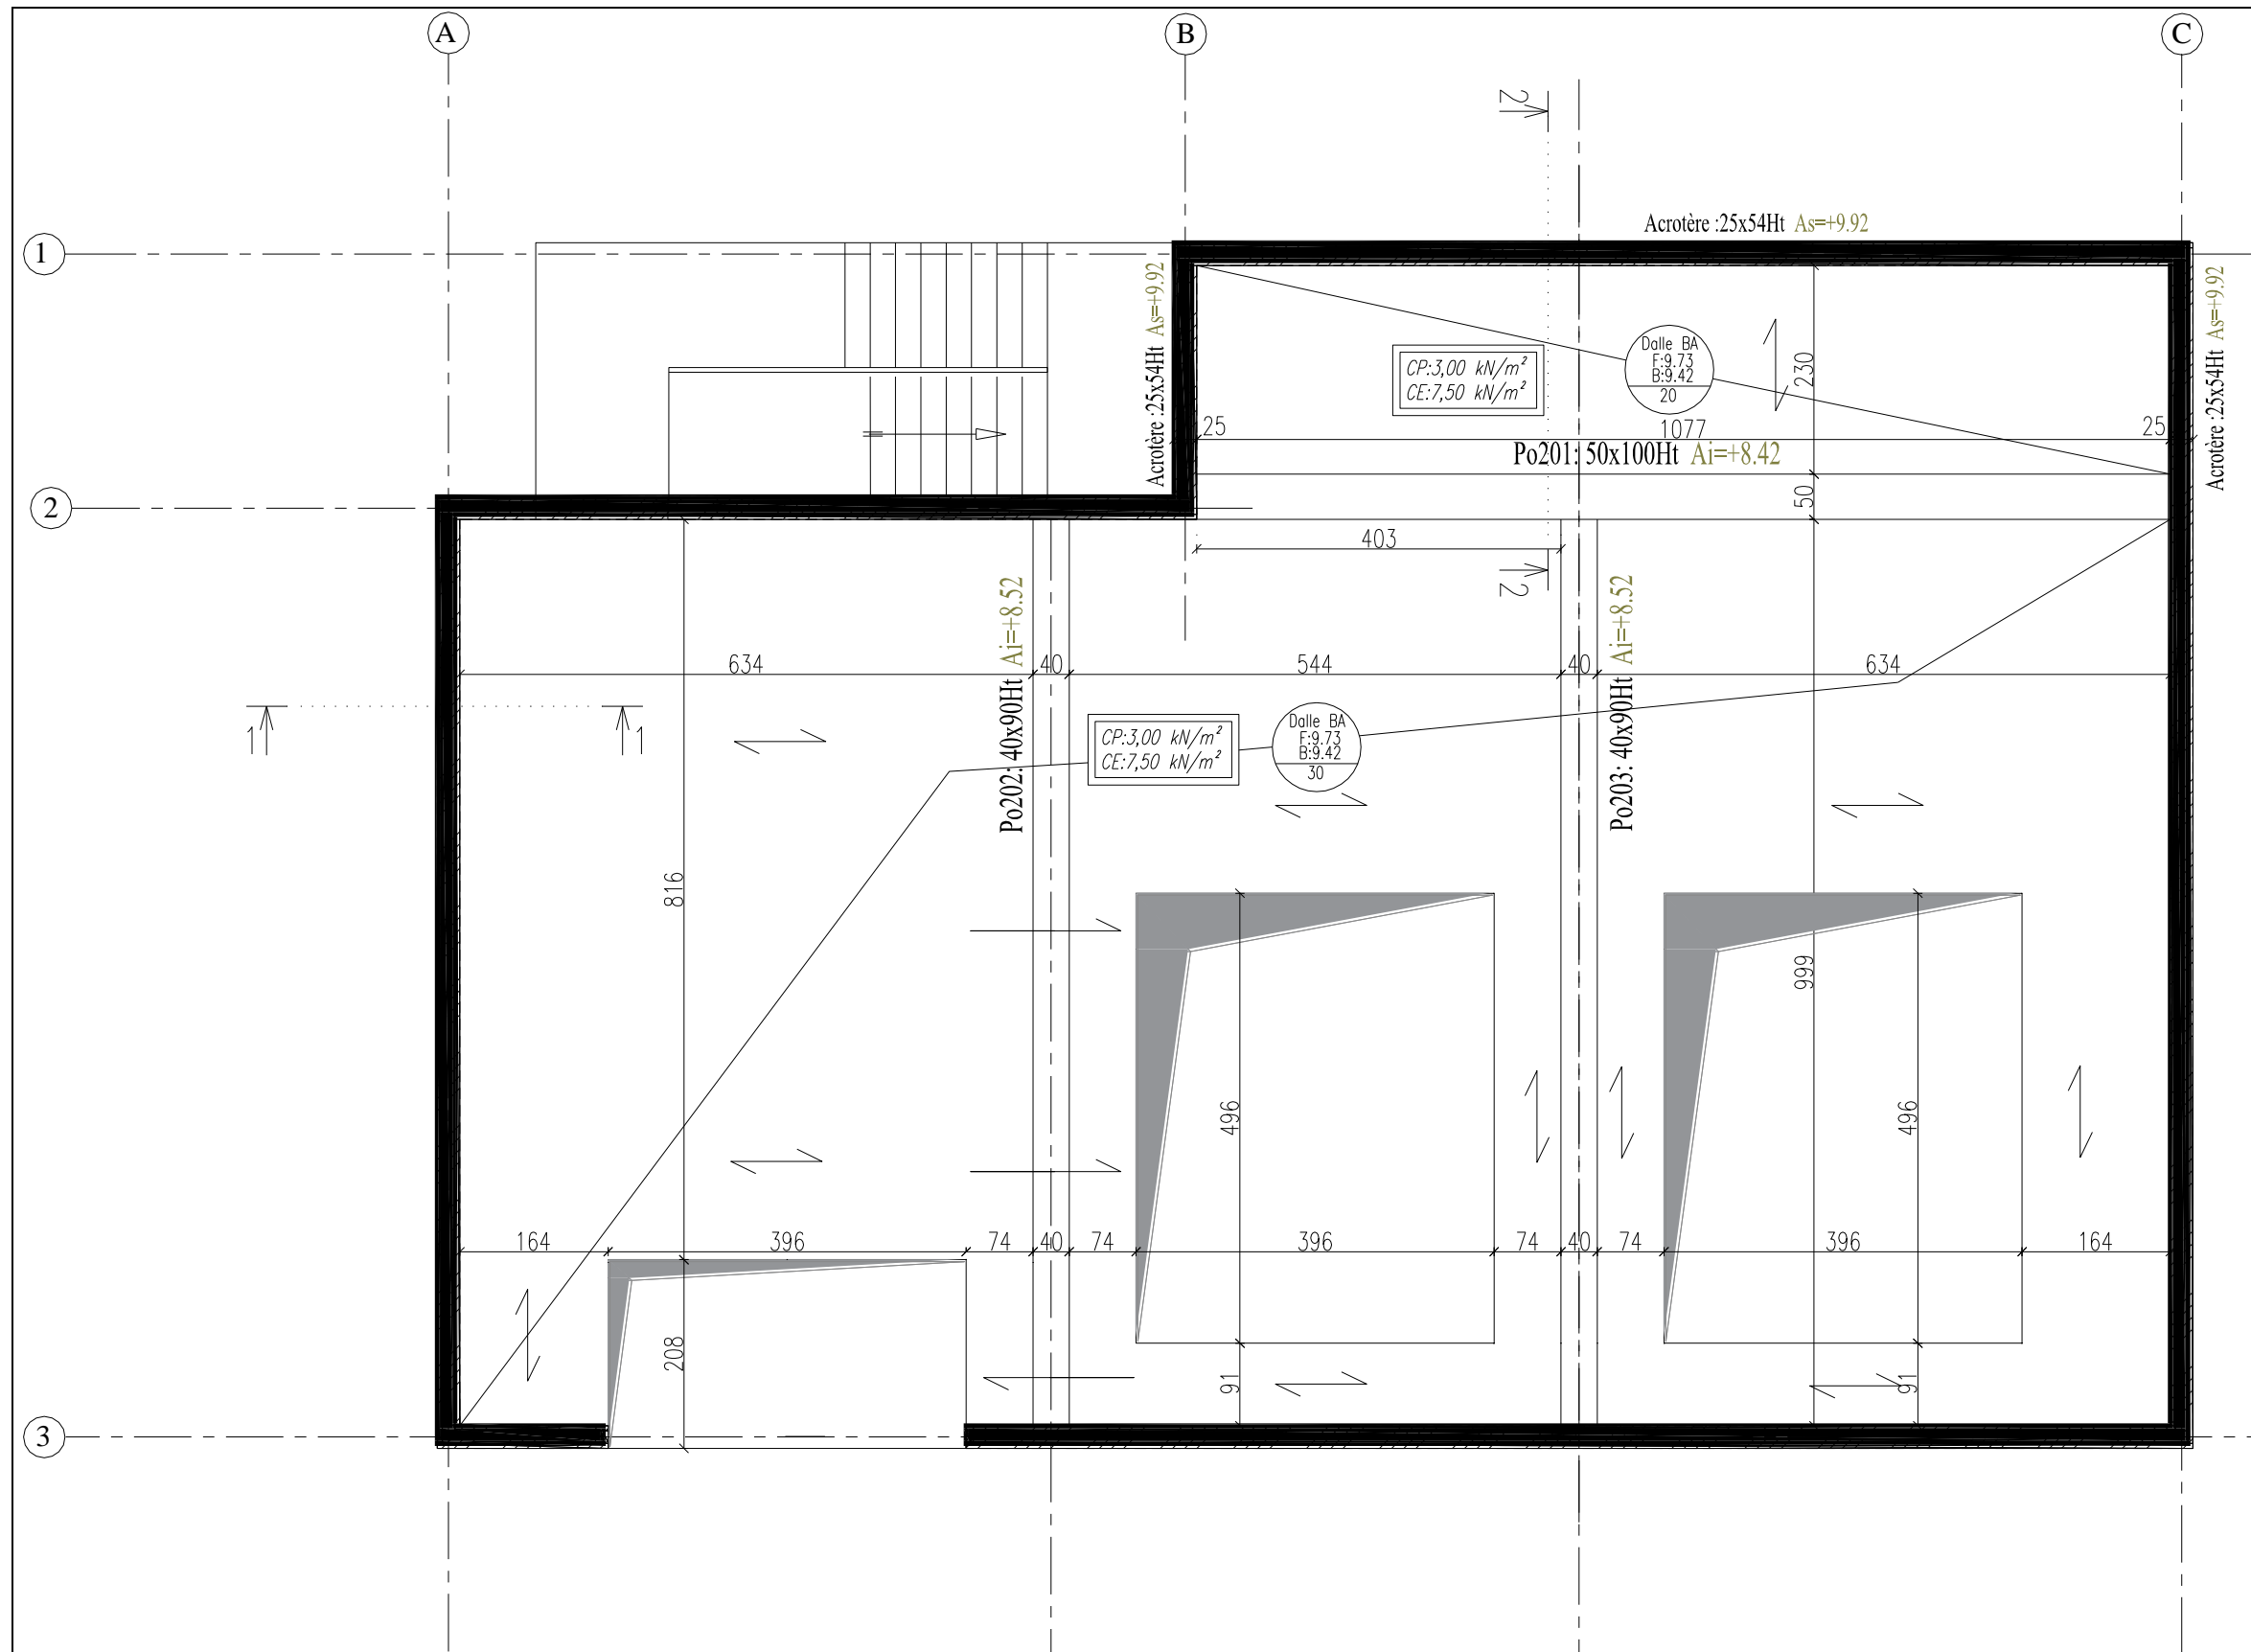 A
B
C
2
Acrotère :25x54Ht As=+9.92
1
Acrotère :25x54Ht As=+9.92
Acrotère :25x54Ht As=+9.92
CP:3,00 kN/m²
CE:7,50 kN/m²
Dalle BA
F:9.73
B:9.42
20
230
25
1077
25
Po201: 50x100Ht Ai=+8.42
2
50
403
2
Po202: 40x90Ht Ai=+8.52
Po203: 40x90Ht Ai=+8.52
634
40
544
40
634
1
1
CP:3,00 kN/m²
CE:7,50 kN/m²
Dalle BA
F:9.73
B:9.42
30
816
999
496
496
164
396
74
40
74
396
74
40
74
396
164
208
91
91
3